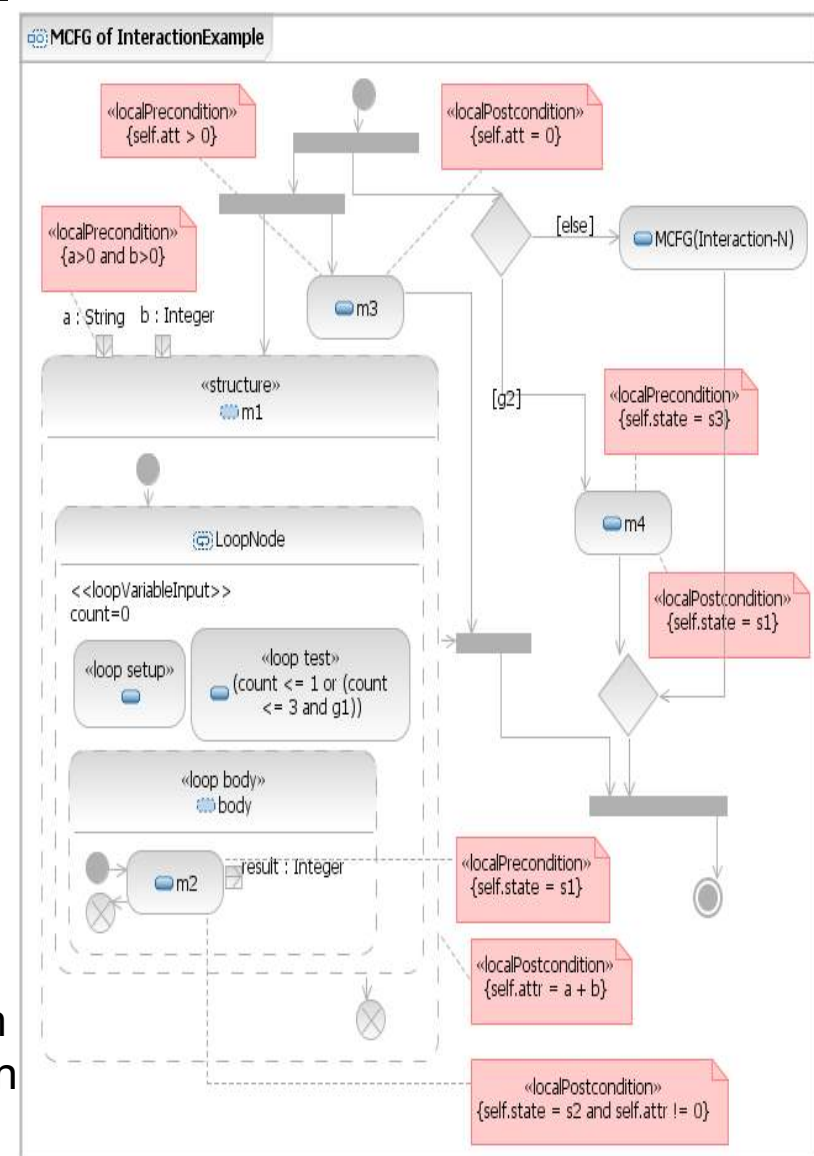 MCFG of InteractionExample
«localPrecondition»
{self.att > 0}
«localPostcondition»
{self.att = 0}
«localPrecondition»
{a>0 and b>0}
[else]
MCFG(Interaction-N)
a : String
b : Integer
m3
«structure»
m1
[g2]
«localPrecondition»
{self.state = s3}
m4
LoopNode
<<loopVariableInput>>
count=0
«localPostcondition»
{self.state = s1}
«loop setup»
«loop test»
(count <= 1 or (count
<= 3 and g1))
«loop body»
body
m2
result : Integer
«localPrecondition»
{self.state = s1}
«localPostcondition»
{self.attr = a + b}
n
n
«localPostcondition»
{self.state = s2 and self.attr != 0}